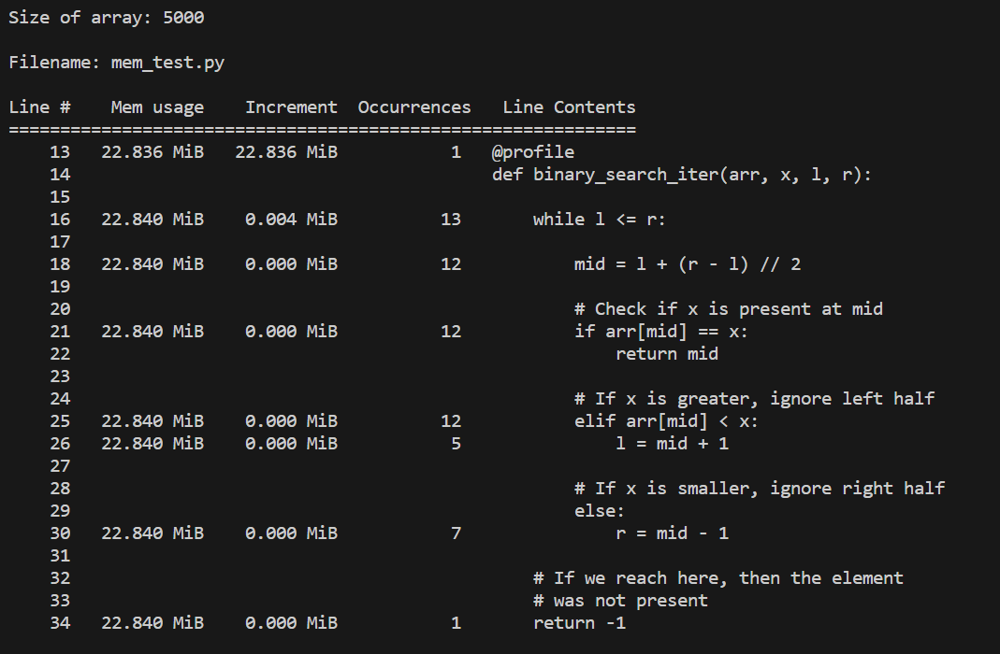 Size of array: 5000
Filename: mem_test.py
Line #    Mem usage    Increment  Occurrences   Line Contents
=============================================================
    13   22.836 MiB   22.836 MiB           1   @profile
    14                                         def binary_search_iter(arr, x, l, r):
    15
    16   22.840 MiB    0.004 MiB          13       while l <= r:
    17
    18   22.840 MiB    0.000 MiB          12           mid = l + (r - l) // 2
    19
    20                                                 # Check if x is present at mid
    21   22.840 MiB    0.000 MiB          12           if arr[mid] == x:
    22                                                     return mid
    23
    24                                                 # If x is greater, ignore left half
    25   22.840 MiB    0.000 MiB          12           elif arr[mid] < x:
    26   22.840 MiB    0.000 MiB           5               l = mid + 1
    27
    28                                                 # If x is smaller, ignore right half
    29                                                 else:
    30   22.840 MiB    0.000 MiB           7               r = mid - 1
    31
    32                                             # If we reach here, then the element
    33                                             # was not present
    34   22.840 MiB    0.000 MiB           1       return -1